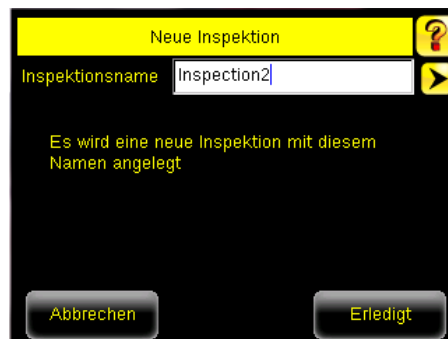 Neue Inspektion ?
Inspektionsname Inspection2
Es wird eine neue Inspektion mit diesem
Namen angelegt
Abbrechen Erledigt